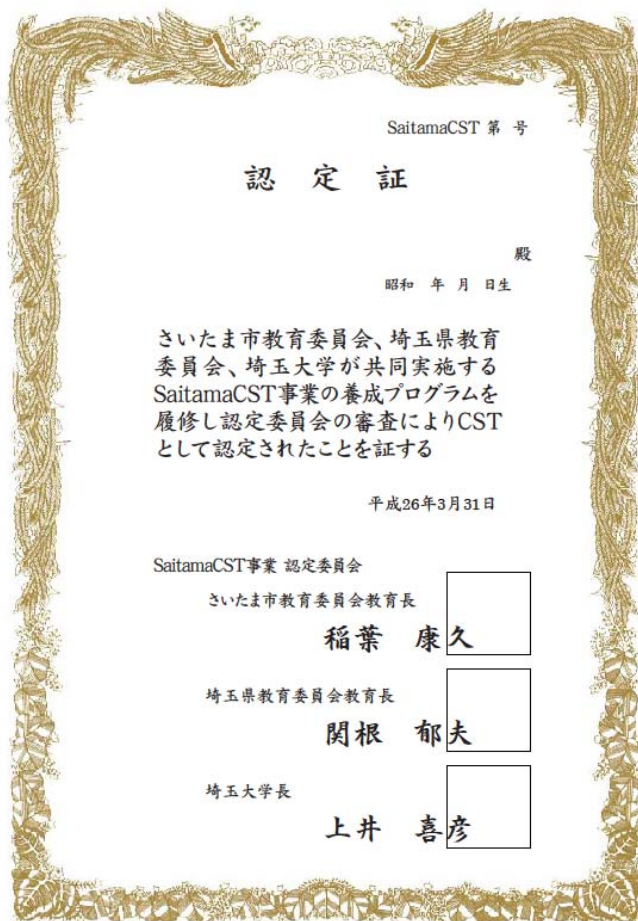 SaitamaCST 第 号
認 定 証
殿
昭和 年 月 日生
さいたま市教育委員会、埼玉県教育
委員会、埼玉大学が共同実施する
SaitamaCST事業の養成プログラムを
履修し認定委員会の審査によりCST
として認定されたことを証する
平成26年3月31日
SaitamaCST事業 認定委員会
さいたま市教育委員会教育長
稲葉 康久
埼玉県教育委員会教育長
関根 郁夫
埼玉大学長
上井 喜彦